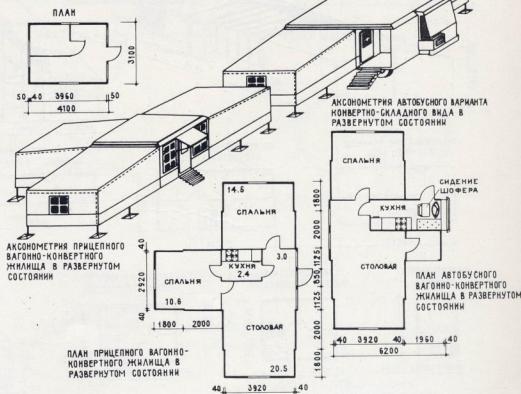 ПЛАН
3100
50 40 3960 50
4100
АКСОНОМЕТРИЯ АВТОБУСНОГО ВАРИАНТА
КОНВЕРТНО-СКЛАДНОГО ВИДА В
РАЗВЕРНУТОМ СОСТОЯНИИ
АКСОНОМЕТРИЯ ПРИЦЕПНОГО
ВАГОННО-КОНВЕРТНОГО
ЖИЛИЩА В РАЗВЕРНУТОМ
СОСТОЯНИИ
14.5
СПАЛЬНЯ
3.0
КУХНЯ
2.4
СПАЛЬНЯ
10.6
СТОЛОВАЯ
20.5
40
2920
40
1800 2000
40 3920 40
1800
2000
1125
650
1125
2000
1800
ПЛАН ПРИЦЕПНОГО ВАГОННО-
КОНВЕРТНОГО ЖИЛИЩА В
РАЗВЕРНУТОМ СОСТОЯНИИ
СПАЛЬНЯ
СИДЕНИЕ
ШОФЕРА
КУХНЯ
СТОЛОВАЯ
ПЛАН АВТОБУСНОГО
ВАГОННО-КОНВЕРТНОГО
ЖИЛИЩА В РАЗВЕРНУТОМ
СОСТОЯНИИ
40 3920 40 1960 40
6200